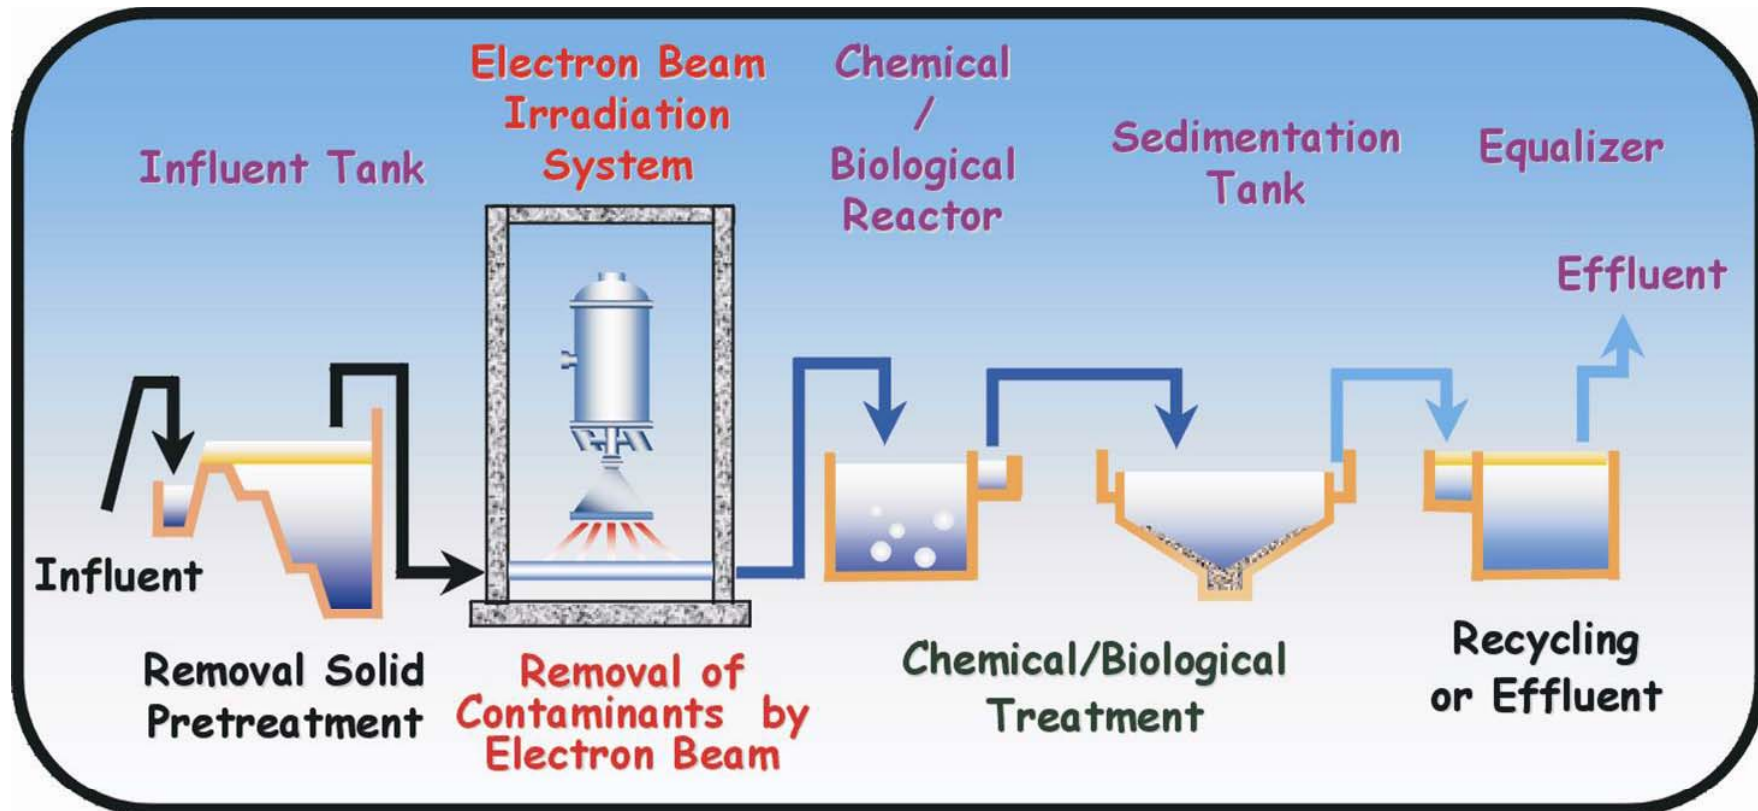 Influent Tank
Electron Beam
Irradiation
System
Chemical
/
Biological
Reactor
Sedimentation
Tank
Equalizer
Effluent
Influent
Removal Solid
Pretreatment
Removal of
Contaminants by
Electron Beam
Chemical/Biological
Treatment
Recycling
or Effluent